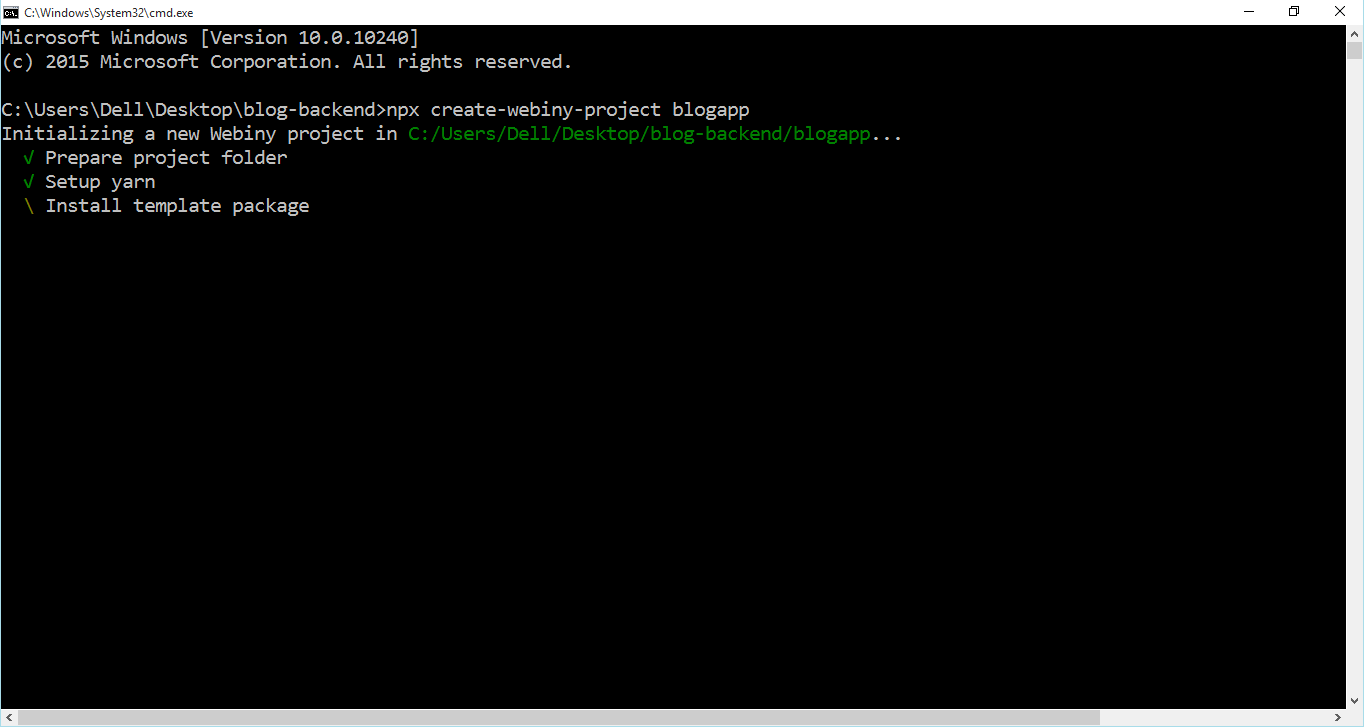 C:\Windows\System32\cmd.exe
Microsoft Windows [Version 10.0.10240]
(c) 2015 Microsoft Corporation. All rights reserved.
C:\Users\Dell\Desktop\blog-backend>npx create-webiny-project blogapp
Initializing a new Webiny project in C:/Users/Dell/Desktop/blog-backend/blogapp...
√ Prepare project folder
√ Setup yarn
\ Install template package